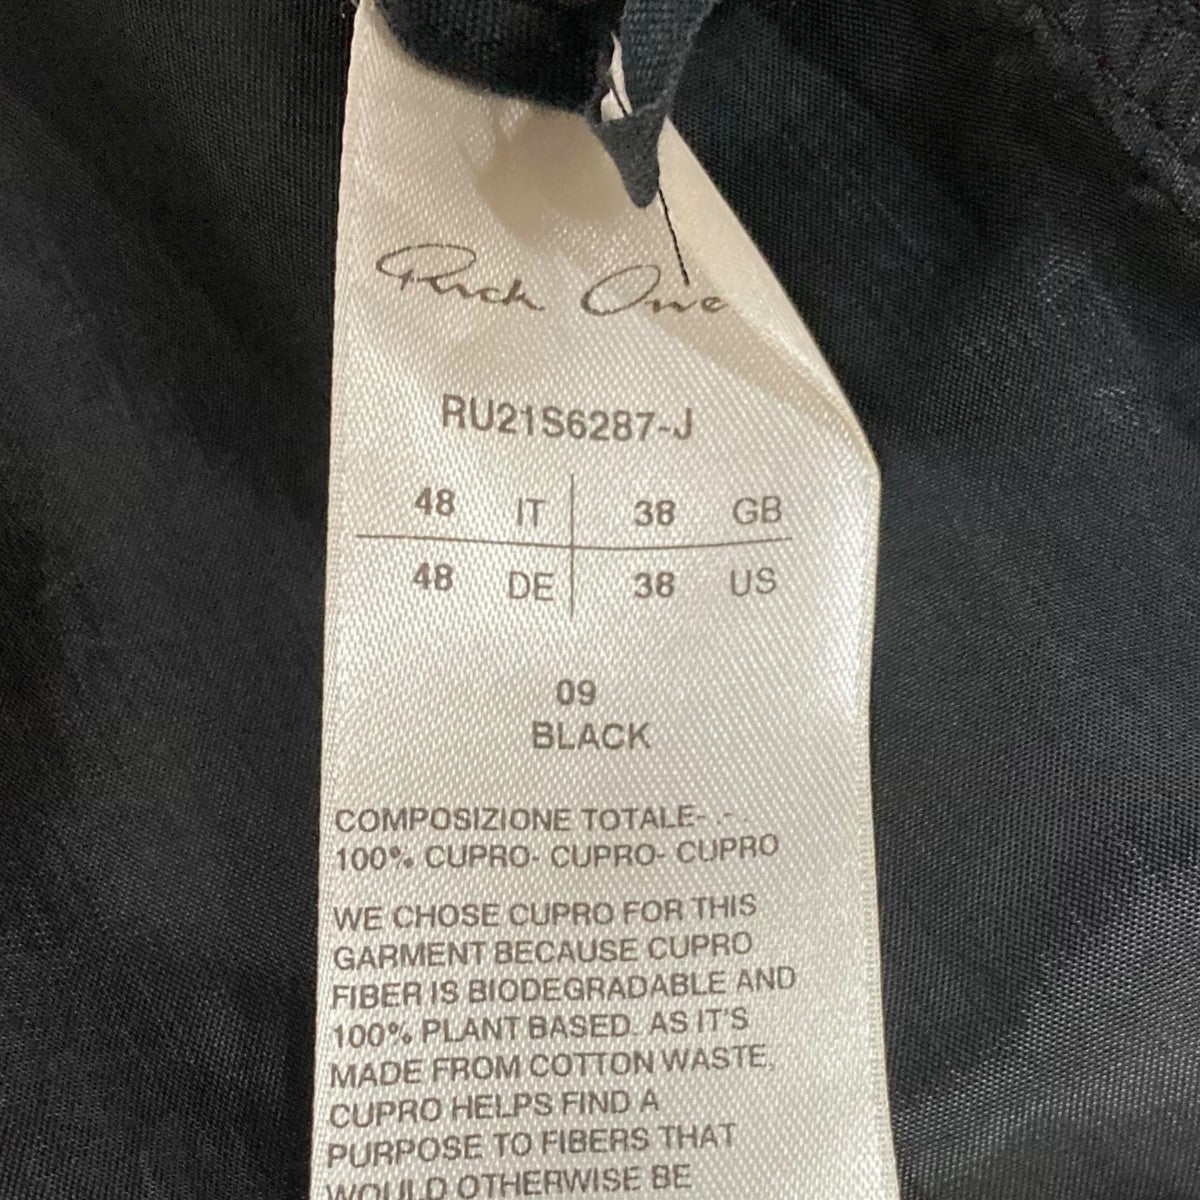 Rick Owe
RU21S6287-J
48 IT 38 GB
48 DE 38 US
09
BLACK
COMPOSIZIONE TOTALE- .- .
100% CUPRO- CUPRO- CUPRO
WE CHOSE CUPRO FOR THIS
GARMENT BECAUSE CUPRO
FIBER IS BIODEGRADABLE AND
100% PLANT BASED. AS IT'S
MADE FROM COTTON WASTE,
CUPRO HELPS FIND A
PURPOSE TO FIBERS THAT
WOULD OTHERWISE BE